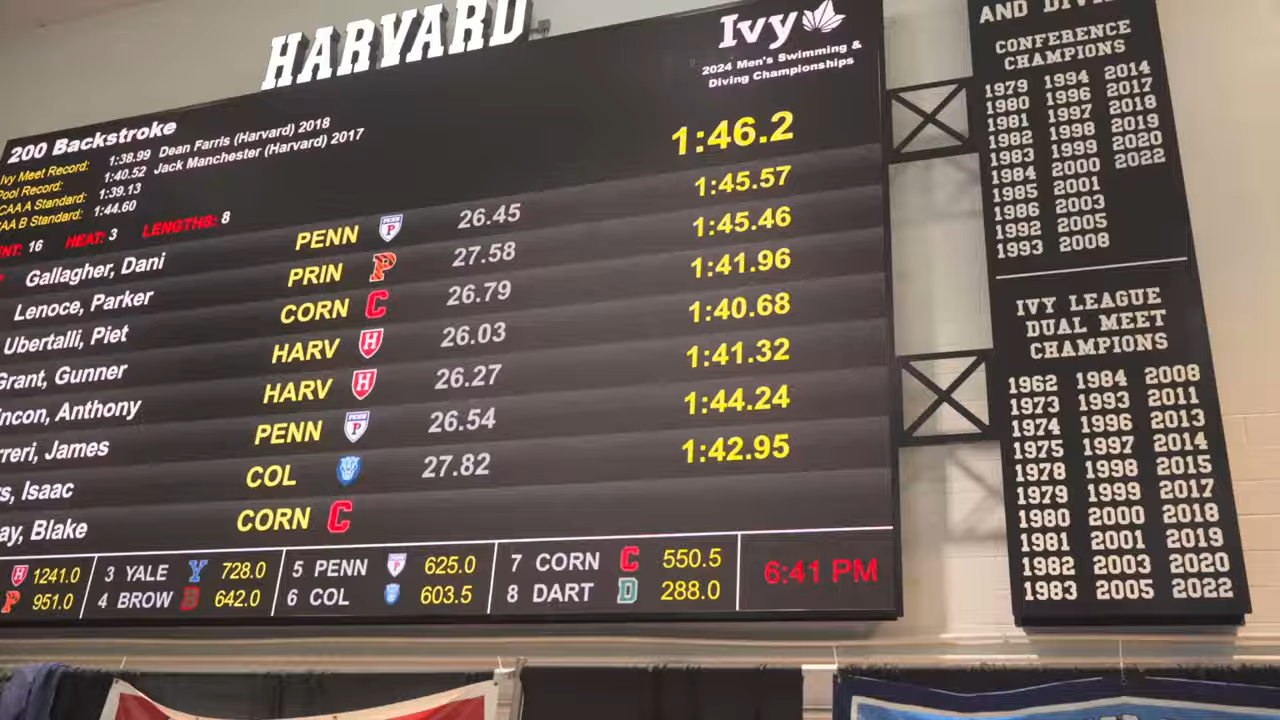 HARVARD
Ivy
2024 Men's Swimming &
Diving Championships
200 Backstroke
Ivy Meet Record: 1:38.99 Dean Farris (Harvard) 2018
Pool Record: 1:40.52 Jack Manchester (Harvard) 2017
CAA A Standard: 1:39.13
AA B Standard: 1:44.60
1:46.2
NT: 16 HEAT: 3 LENGTHS: 8
Gallagher, Dani PENN 26.45 1:45.57
Lenoce, Parker PRIN 27.58 1:45.46
Ubertalli, Piet CORN 26.79 1:41.96
Grant, Gunner HARV 26.03 1:40.68
ncon, Anthony HARV 26.27 1:41.32
reri, James PENN 26.54 1:44.24
s, Isaac COL 27.82 1:42.95
ay, Blake CORN
H 1241.0 3 YALE Y 728.0 5 PENN 625.0 7 CORN C 550.5
P 951.0 4 BROW B 642.0 6 COL 603.5 8 DART D 288.0
6:41 PM
CONFERENCE
CHAMPIONS
1979 1994 2014
1980 1996 2017
1981 1997 2018
1982 1998 2019
1983 1999 2020
1984 2000 2022
1985 2001
1986 2003
1992 2005
1993 2008
IVY LEAGUE
DUAL MEET
CHAMPIONS
1962 1984 2008
1973 1993 2011
1974 1996 2013
1975 1997 2014
1978 1998 2015
1979 1999 2017
1980 2000 2018
1981 2001 2019
1982 2003 2020
1983 2005 2022